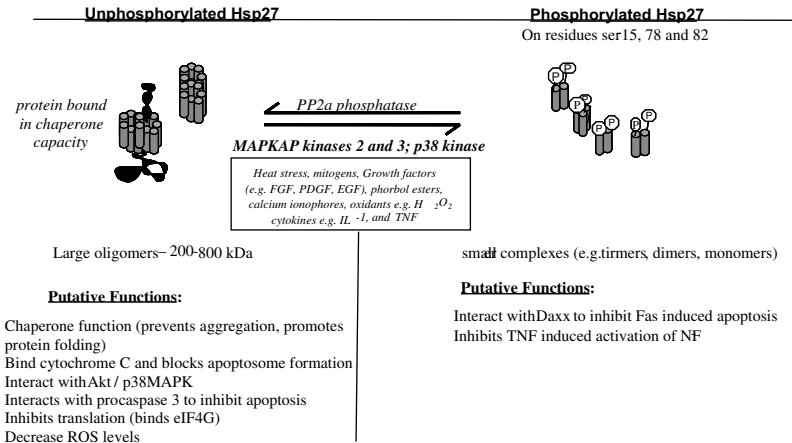 Unphosphorylated Hsp27
Phosphorylated Hsp27
On residues ser15, 78 and 82
P P
P P
P P
P P
protein bound
in chaperone
capacity
PP2a phosphatase
MAPKAP kinases 2 and 3; p38 kinase
Heat stress, mitogens, Growth factors
(e.g. FGF, PDGF, EGF), phorbol esters,
calcium ionophores, oxidants e.g. H 2O2
cytokines e.g. IL -1, and TNF
Large oligomers– 200-800 kDa
small complexes (e.g.tirmers, dimers, monomers)
Putative Functions:
Chaperone function (prevents aggregation, promotes
protein folding)
Bind cytochrome C and blocks apoptosome formation
Interact with Akt / p38MAPK
Interacts with procaspase 3 to inhibit apoptosis
Inhibits translation (binds eIF4G)
Decrease ROS levels
Putative Functions:
Interact with Daxx to inhibit Fas induced apoptosis
Inhibits TNF induced activation of NF